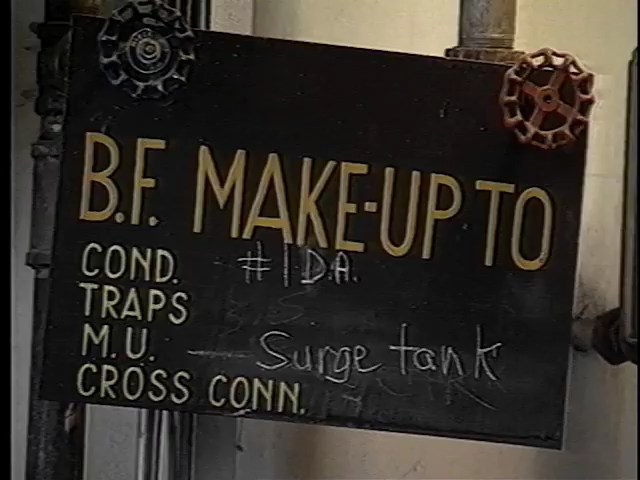 B.F. MAKE-UP TO
COND. #1 D.A.
TRAPS
M.U. — Surge tank
CROSS CONN.